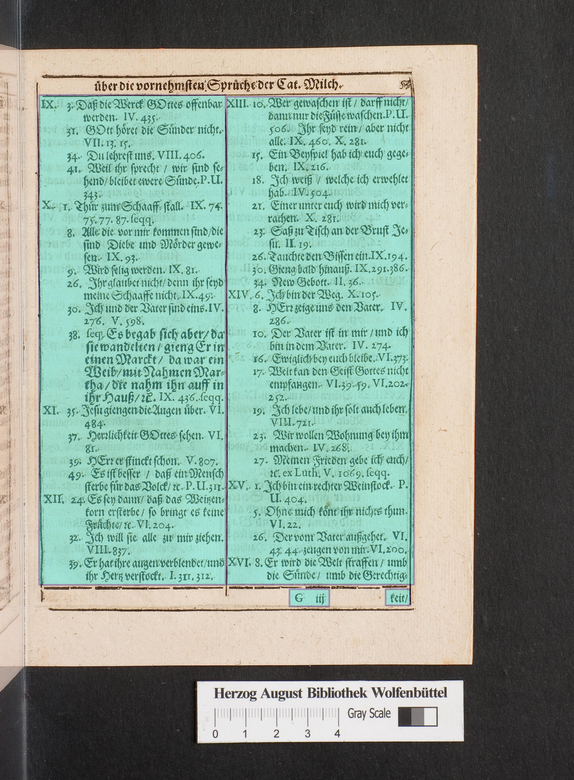 über die vornehmsten Sprüche der Cat. Milch.
IX. 3. Daß die Werck GOttes offenbar
werden. IV. 435.
31. GOtt höret die Sünder nicht.
VII. 13. 15.
34. Du lehrest uns. VIII. 406.
41. Weil ihr sprecht / wir sind se-
hend / bleibet ewere Sünde. P. II.
343.
X. 1. Thür zum Schaaff stall. IX. 74.
75. 77. 87. seqq.
8. Alle die vor mir kommen sind / die
sind Diebe und Mörder gewe-
sen. IX. 93.
9. Wird selig werden. IX. 81.
26. Ihr glaubet nicht / denn ihr seyd
meine Schaaffe nicht. IX. 49.
30. Ich und der Vater sind eins. IV.
276. V. 598.
38. seq. Es begab sich aber / da
sie wandelten / gieng Er in
einen Marckt / da war ein
Weib / mit Nahmen Mar-
tha / die nahm ihn auff in
ihr Hauß / ꝛc. IX. 436. seqq.
XI. 35. Jesu giengen die Augen über. VI.
484.
37. Herrlichkeit GOttes sehen. VI.
81.
39. HErr er stinckt schon. V. 807.
49. Es ist besser / daß ein Mensch
sterbe für das Volck / ꝛc. P. II. 311.
XII. 24. Es sey dann / daß das Weitzen-
korn ersterbe / so bringt es keine
Früchte / ꝛc. VI. 204.
32. Ich will sie alle zu mir ziehen.
VIII. 837.
39. Er hat ihre augen verblendet / und
ihr Hertz verstockt. I. 311. 312.
XIII. 10. Wer gewaschen ist / darff nicht /
dann nur die Füsse waschen. P. II.
506. Ihr seyd rein / aber nicht
alle. IX. 460. X. 281.
15. Ein Beyspiel hab ich euch gege-
ben. IX. 216.
18. Ich weiß / welche ich erwehlet
hab. IV. 504.
21. Einer unter euch wird mich ver-
rathen. X. 281.
23. Saß zu Tisch an der Brust Je-
su. II. 19.
26. Tauchte den Bissen ein. IX. 194.
30. Gieng bald hinauß. IX. 291. 386.
34. New Gebott. II. 36.
XIV. 6. Ich bin der Weg. X. 105.
8. HErr zeige uns den Vater. IV.
286.
10. Der Vater ist in mir / und ich
bin in dem Vater. IV. 274.
16. Ewiglich bey euch bleibe. VI. 373.
17. Welt kan den Geist Gottes nicht
empfangen. VI. 39. 59. VI. 202.
252.
19. Ich lebe / und ihr solt auch leben.
VIII. 721.
23. Wir wollen Wohnung bey ihm
machen. IV. 268.
27. Meinen Frieden gebe ich euch /
ꝛc. ex Luth. V. 1069. seqq.
XV. 1. Ich bin ein rechter Weinstock. P.
II. 404.
5. Ohne mich könt ihr nichts thun.
VI. 22.
26. Der vom Vater außgehet. VI.
43. 44. zeugen von mir. VI. 200.
XVI. 8. Er wird die Welt straffen / umb
die Sünde / umb die Gerechtig-
G iij
keit /
Herzog August Bibliothek Wolfenbüttel
Gray Scale
0 1 2 3 4